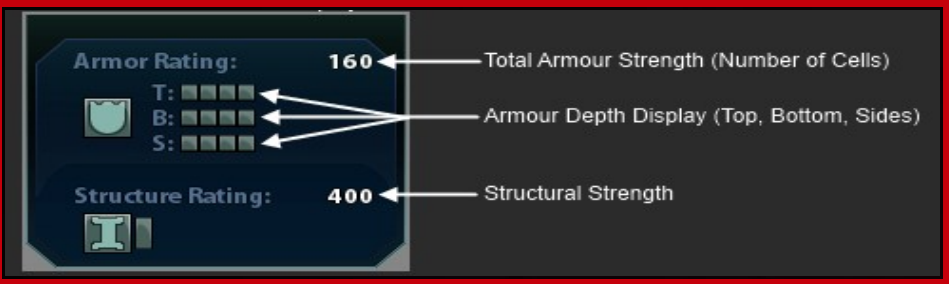 Armor Rating: 160 Total Armour Strength (Number of Cells)
T:
B: Armour Depth Display (Top, Bottom, Sides)
S:
Structure Rating: 400 Structural Strength